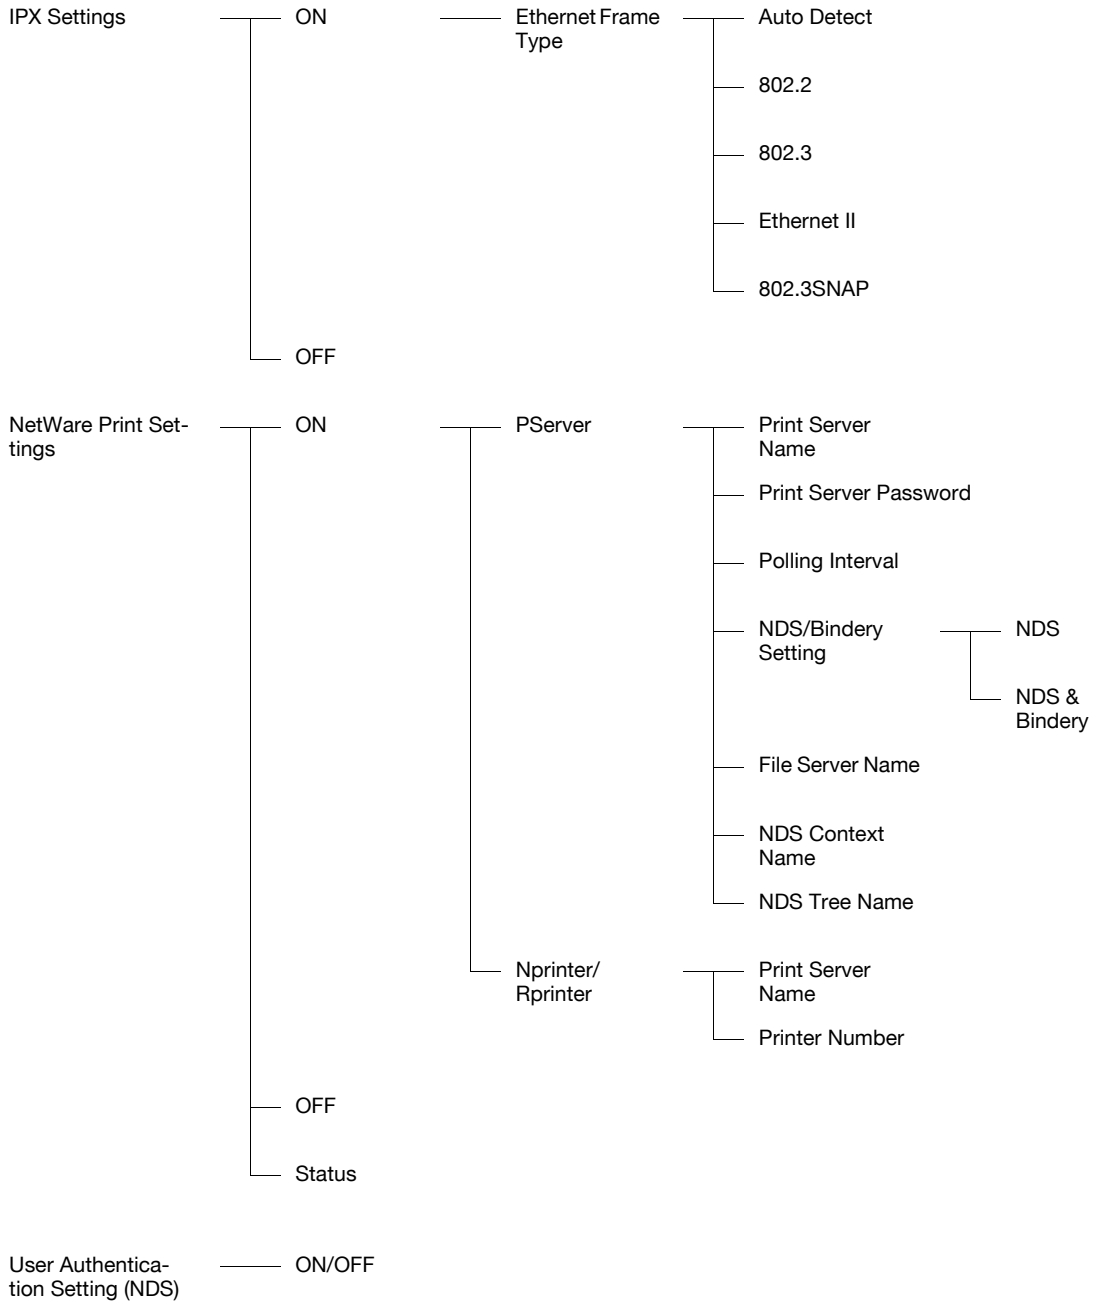 IPX Settings
ON
Ethernet Frame
Type
Auto Detect
802.2
802.3
Ethernet II
802.3SNAP
OFF
NetWare Print Set-
tings
ON
PServer
Print Server
Name
Print Server Password
Polling Interval
NDS/Bindery
Setting
NDS
NDS &
Bindery
File Server Name
NDS Context
Name
NDS Tree Name
Nprinter/
Rprinter
Print Server
Name
Printer Number
OFF
Status
User Authentica-
tion Setting (NDS)
ON/OFF